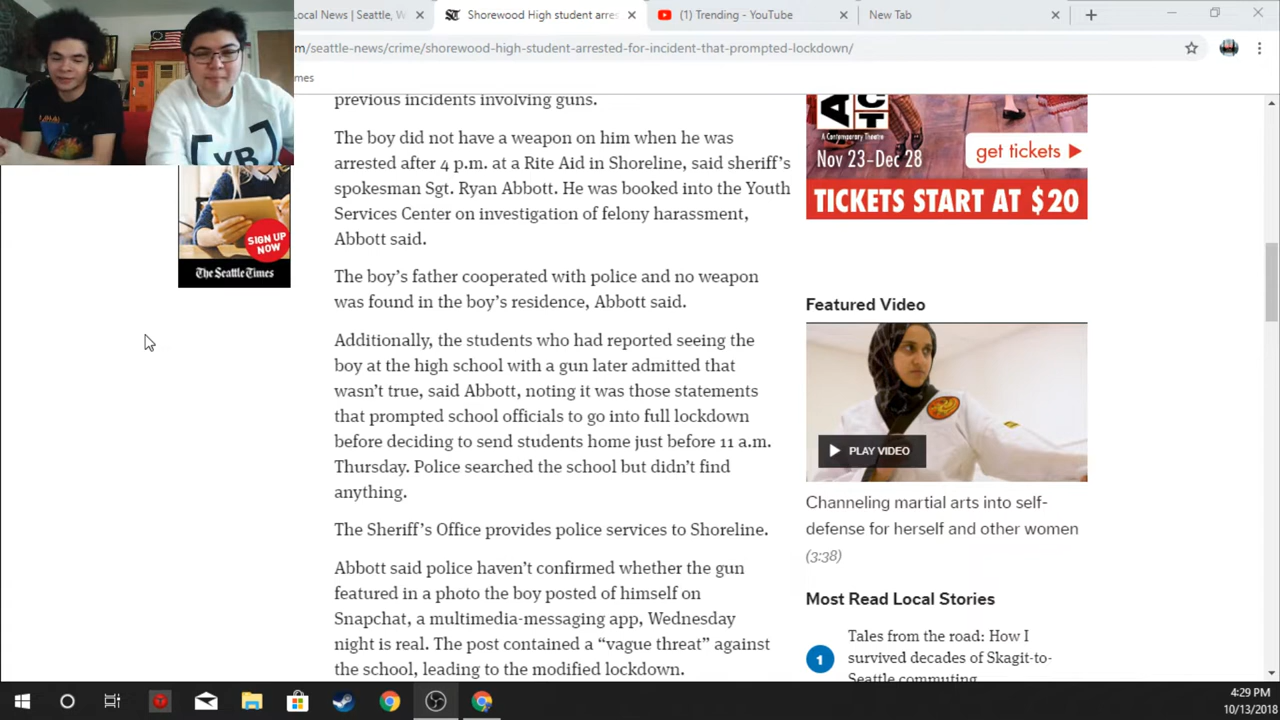 Local News | Seattle, W
Shorewood High student arres
(1) Trending - YouTube
New Tab
m/seattle-news/crime/shorewood-high-student-arrested-for-incident-that-prompted-lockdown/
mes
previous incidents involving guns.
The boy did not have a weapon on him when he was
arrested after 4 p.m. at a Rite Aid in Shoreline, said sheriff's
spokesman Sgt. Ryan Abbott. He was booked into the Youth
Services Center on investigation of felony harassment,
Abbott said.
The boy's father cooperated with police and no weapon
was found in the boy's residence, Abbott said.
Additionally, the students who had reported seeing the
boy at the high school with a gun later admitted that
wasn't true, said Abbott, noting it was those statements
that prompted school officials to go into full lockdown
before deciding to send students home just before 11 a.m.
Thursday. Police searched the school but didn't find
anything.
The Sheriff's Office provides police services to Shoreline.
Abbott said police haven't confirmed whether the gun
featured in a photo the boy posted of himself on
Snapchat, a multimedia-messaging app, Wednesday
night is real. The post contained a "vague threat" against
the school, leading to the modified lockdown.
SIGN UP
NOW
The Seattle Times
YB
A
CT
A Contemporary Theatre
Nov 23-Dec 28
get tickets
TICKETS START AT $20
Featured Video
PLAY VIDEO
Channeling martial arts into self-
defense for herself and other women
(3:38)
Most Read Local Stories
1
Tales from the road: How I
survived decades of Skagit-to-
Seattle commuting
4:29 PM
10/13/2018